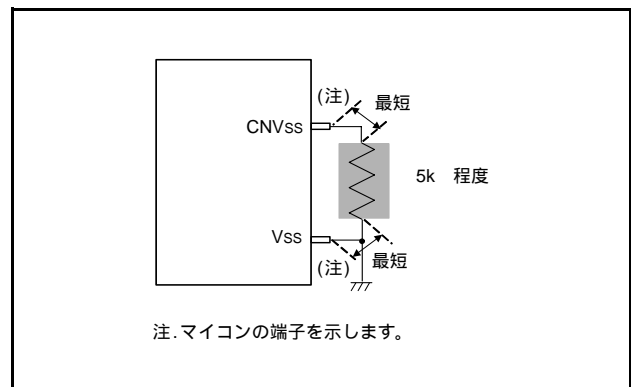 (注)
最短
CNVss
5k 程度
Vss
(注)
最短
注.マイコンの端子を示します。